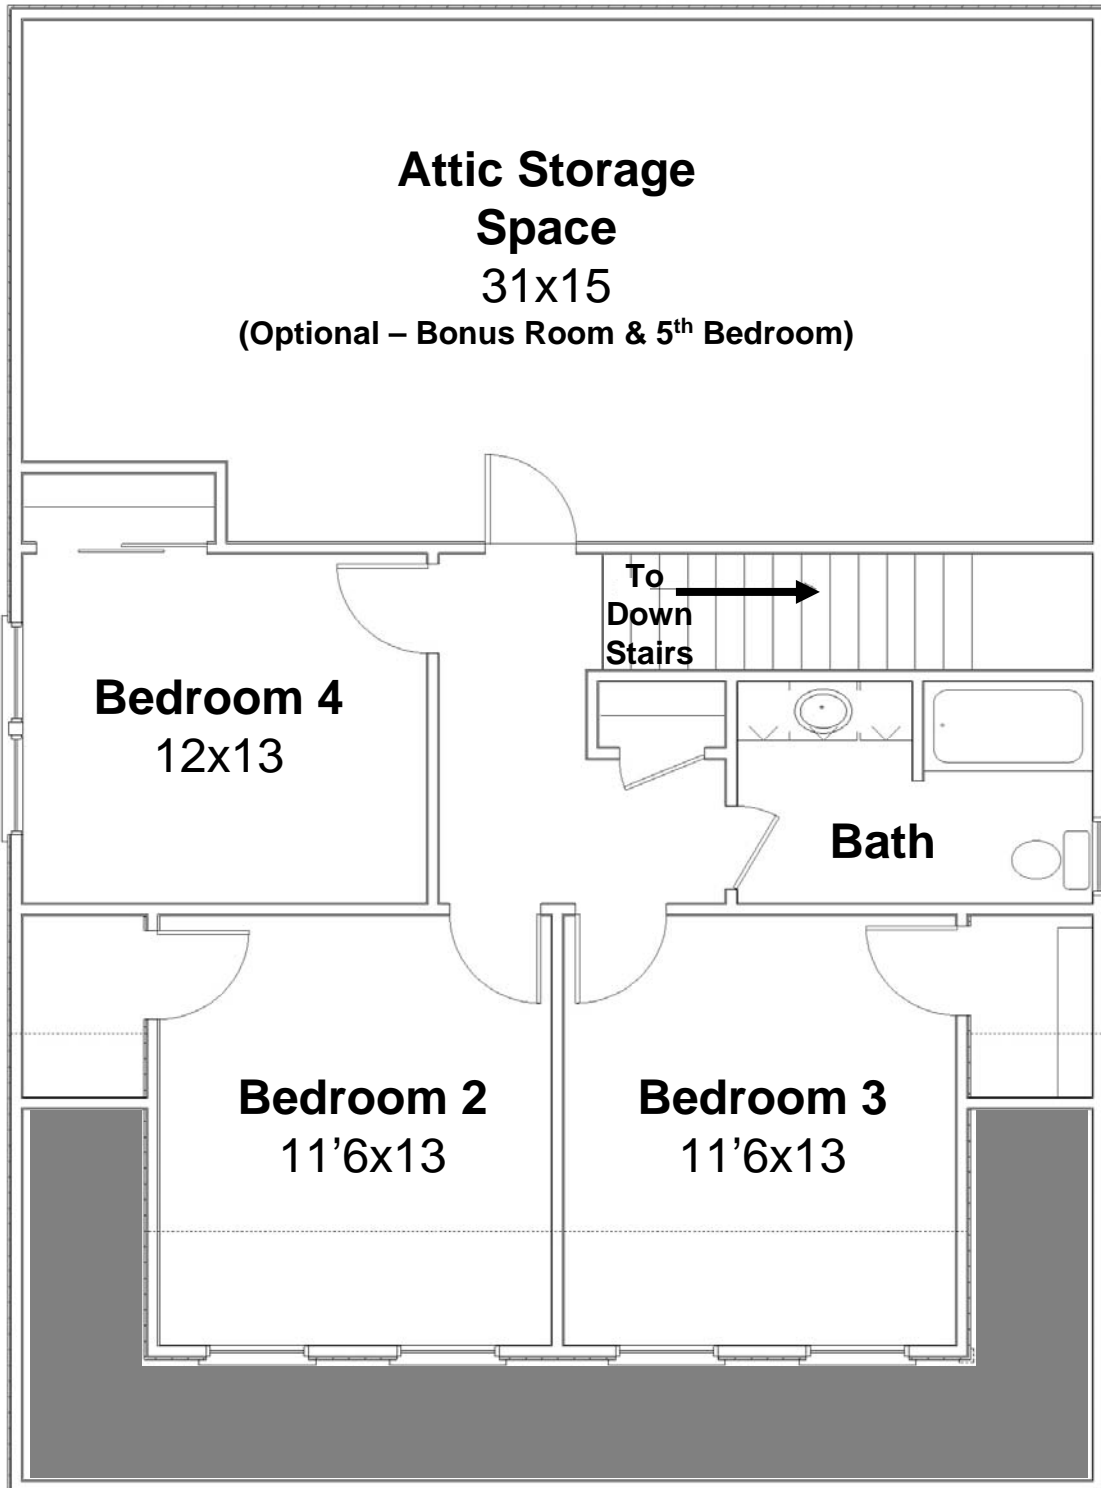 Attic Storage
Space
31x15
(Optional – Bonus Room & 5th Bedroom)
To
Down
Stairs
Bedroom 4
12x13
Bath
Bedroom 2
11’6x13
Bedroom 3
11’6x13